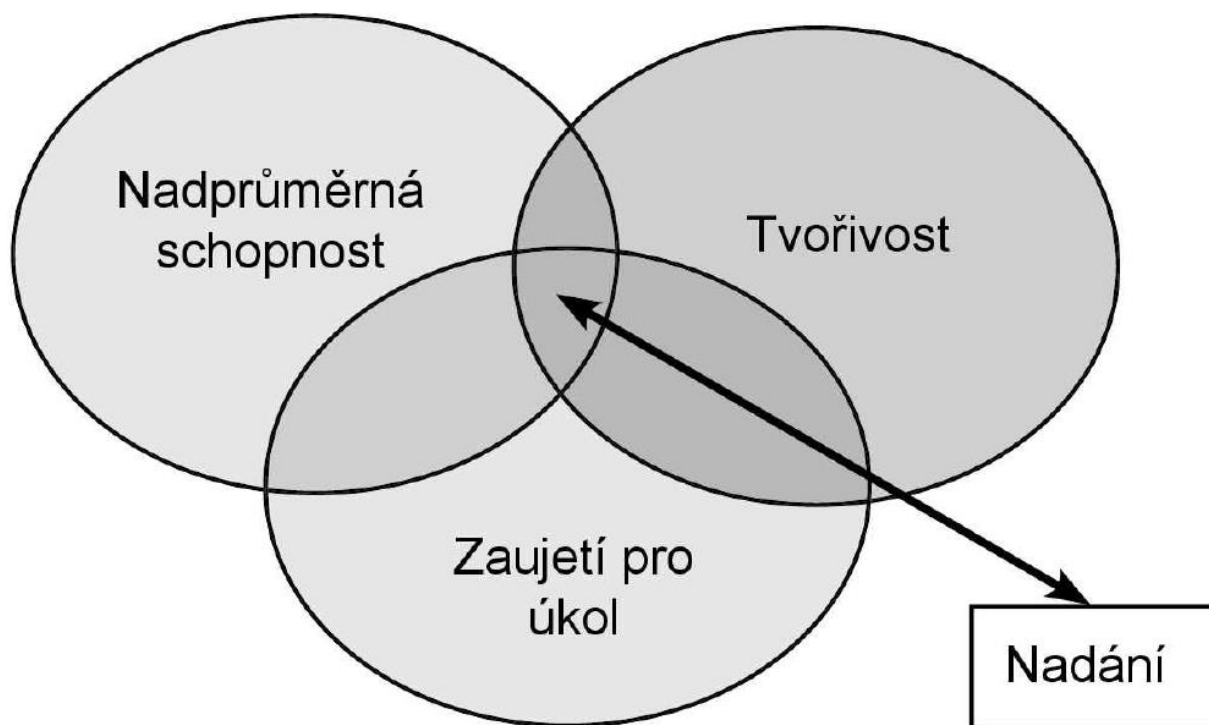 Nadprůměrná
schopnost
Tvořivost
Zaujetí pro
úkol
Nadání